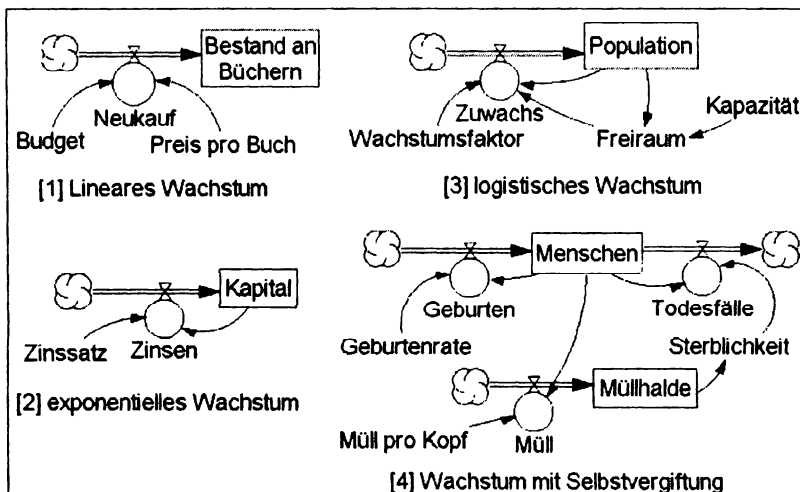 Bestand an
Büchern
Neukauf
Budget
Preis pro Buch
[1] Lineares Wachstum
Population
Zuwachs
Kapazität
Wachstumsfaktor
Freiraum
[3] logistisches Wachstum
Kapital
Zinssatz
Zinsen
[2] exponentielles Wachstum
Menschen
Geburten
Todesfälle
Geburtenrate
Sterblichkeit
Müllhalde
Müll pro Kopf
Müll
[4] Wachstum mit Selbstvergiftung